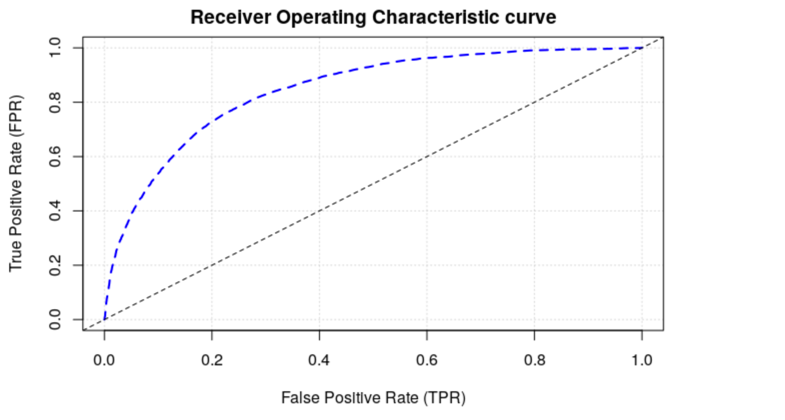 Receiver Operating Characteristic curve
True Positive Rate (FPR)
1.0
0.8
0.6
0.4
0.2
0.0
0.0 0.2 0.4 0.6 0.8 1.0
False Positive Rate (TPR)